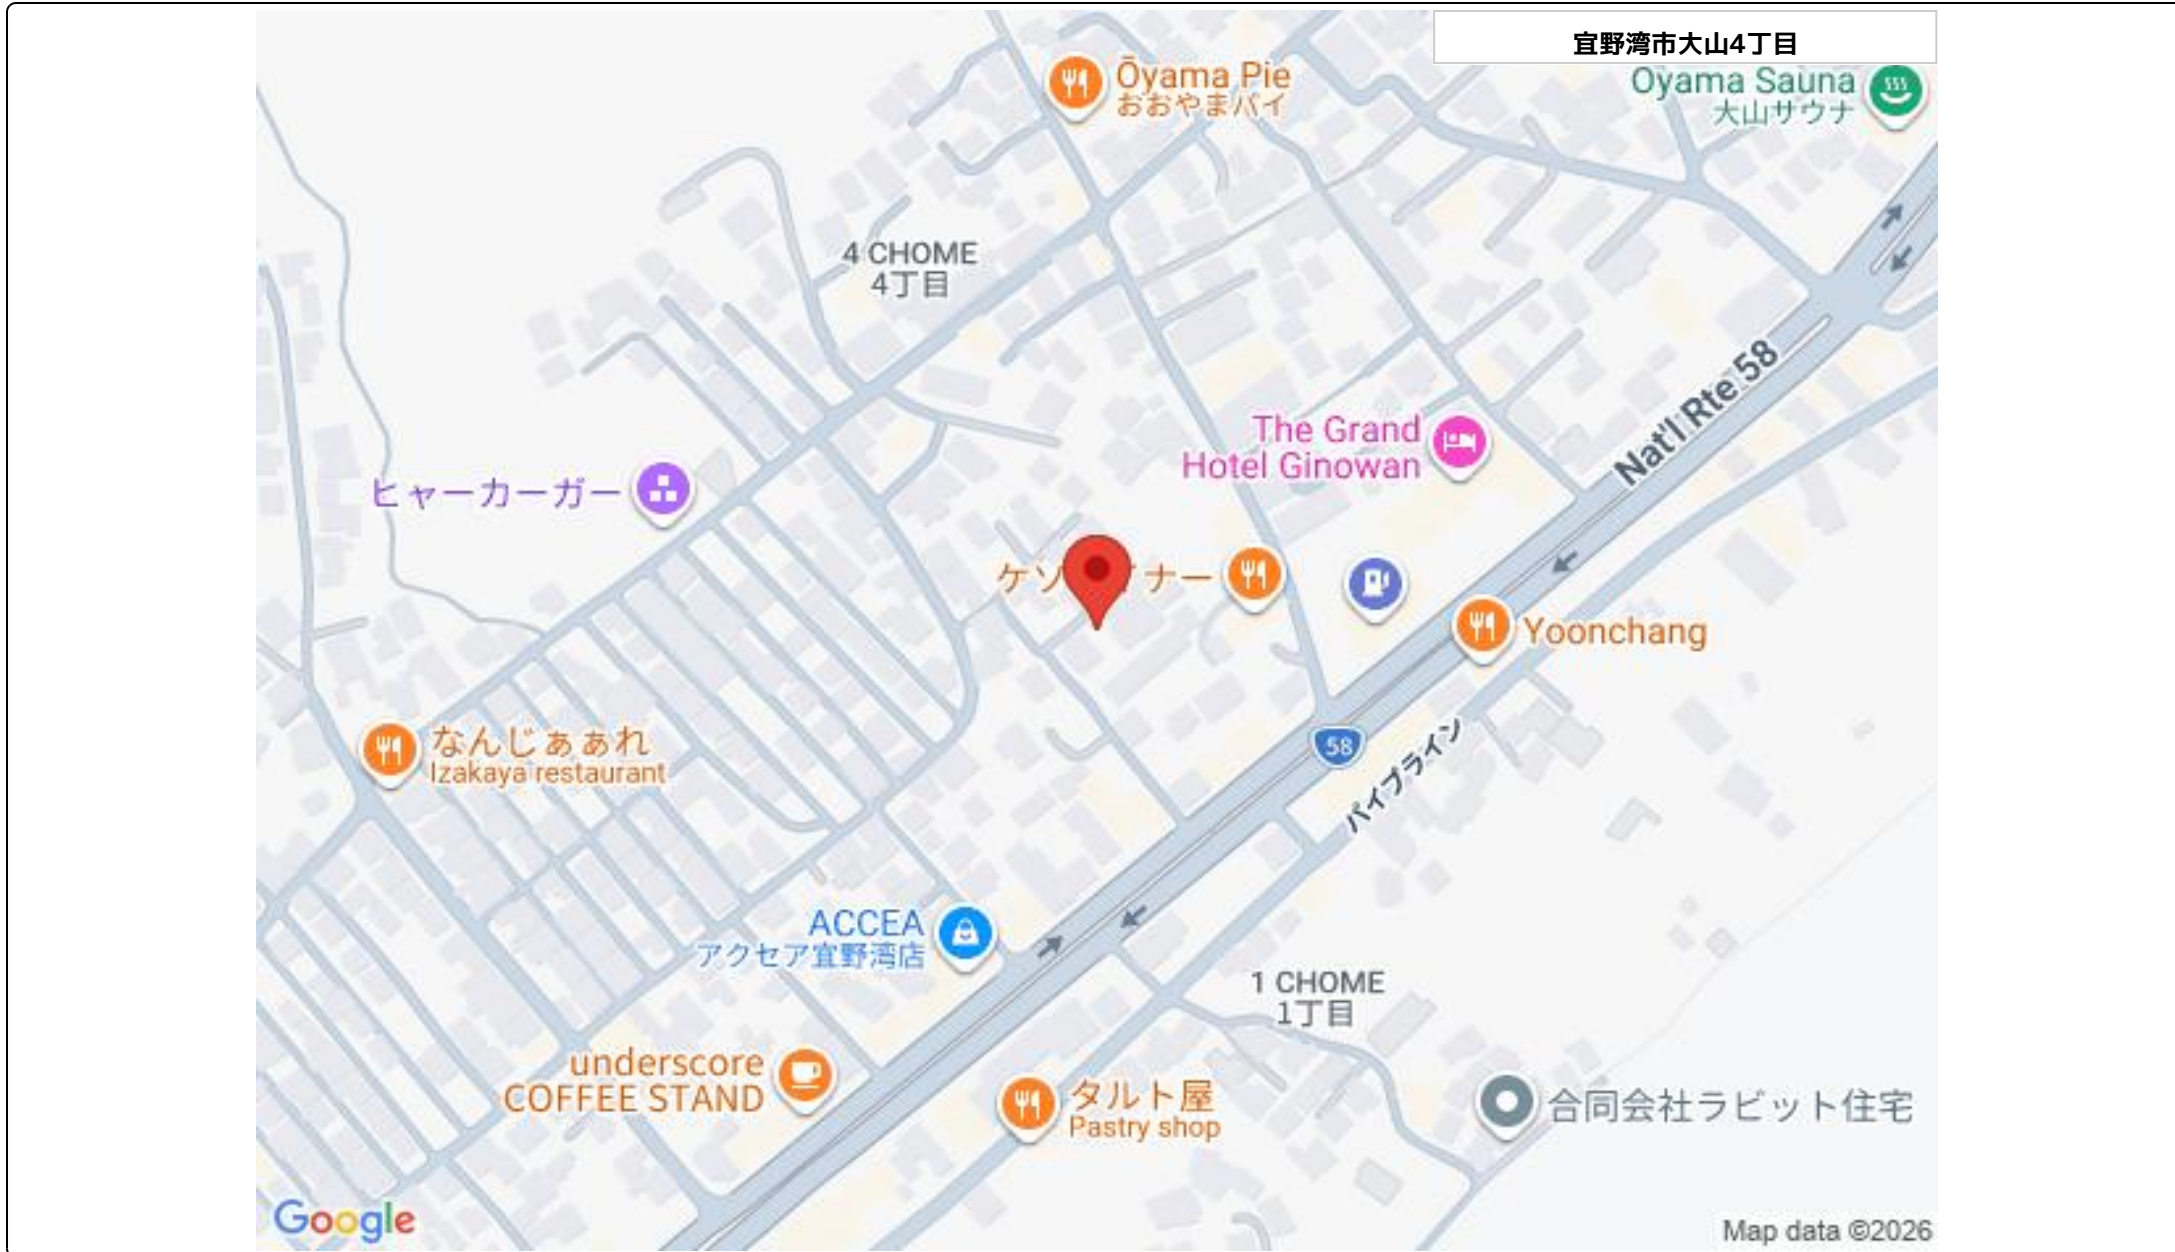 宜野湾市大山4丁目
Ōyama Pie
おおやまパイ
Oyama Sauna
大山サウナ
4 CHOME
4丁目
Nat'l Rte 58
The Grand
Hotel Ginowan
ヒャーカーガー
ケソ
ナー
Yoonchang
58
なんじぁぁれ
Izakaya restaurant
パイプライン
ACCEA
アクセア宜野湾店
1 CHOME
1丁目
underscore
COFFEE STAND
タルト屋
Pastry shop
合同会社ラビット住宅
Google
Map data ©2026